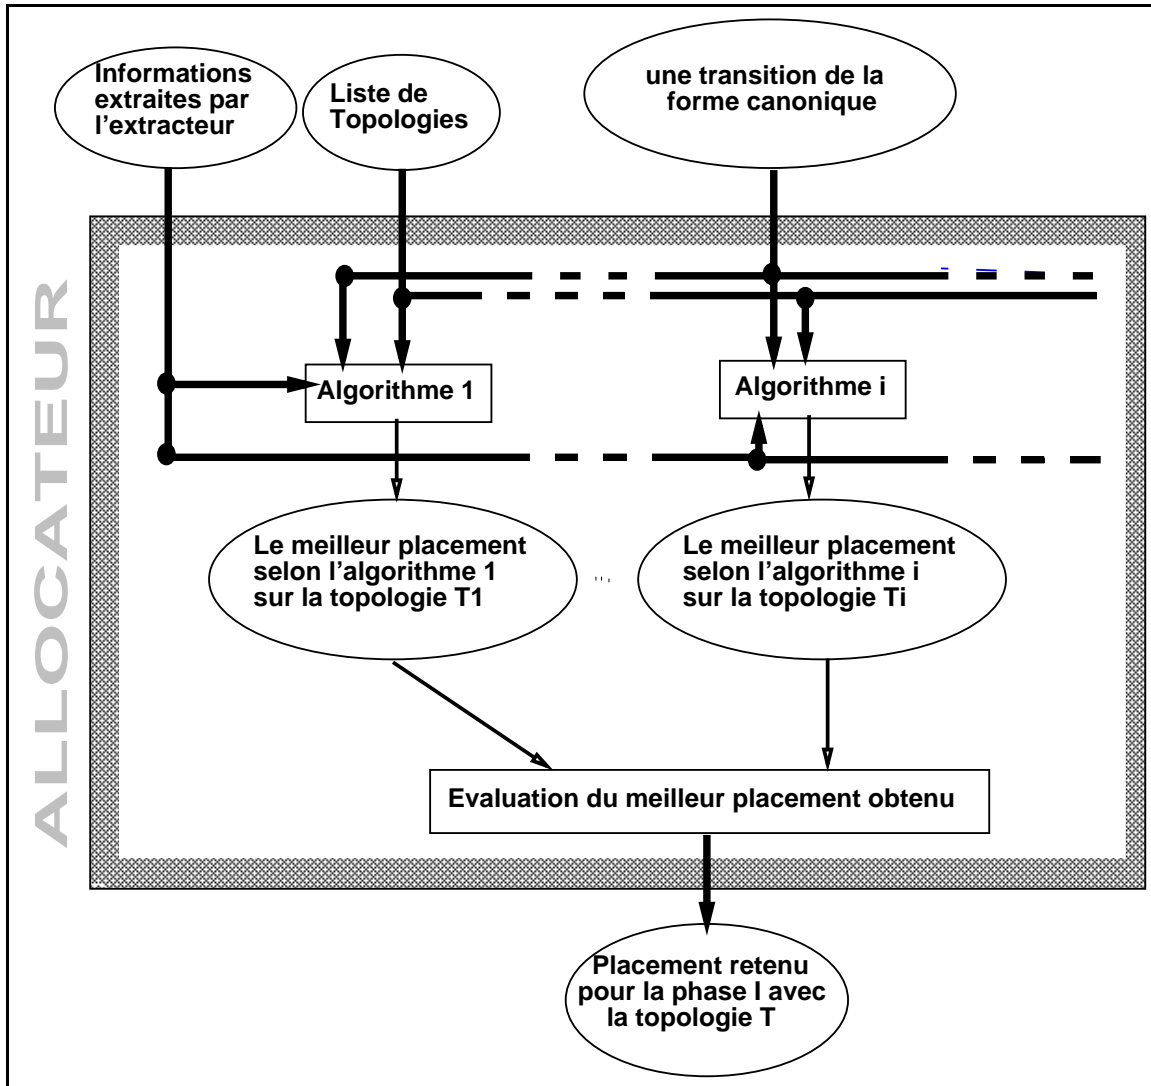 Informations
extraites par
l'extracteur
Liste de
Topologies
une transition de la
forme canonique
ALLOCATEUR
Algorithme 1
Algorithme i
Le meilleur placement
selon l'algorithme 1
sur la topologie T1
...
Le meilleur placement
selon l'algorithme i
sur la topologie Ti
Evaluation du meilleur placement obtenu
Placement retenu
pour la phase I avec
la topologie T